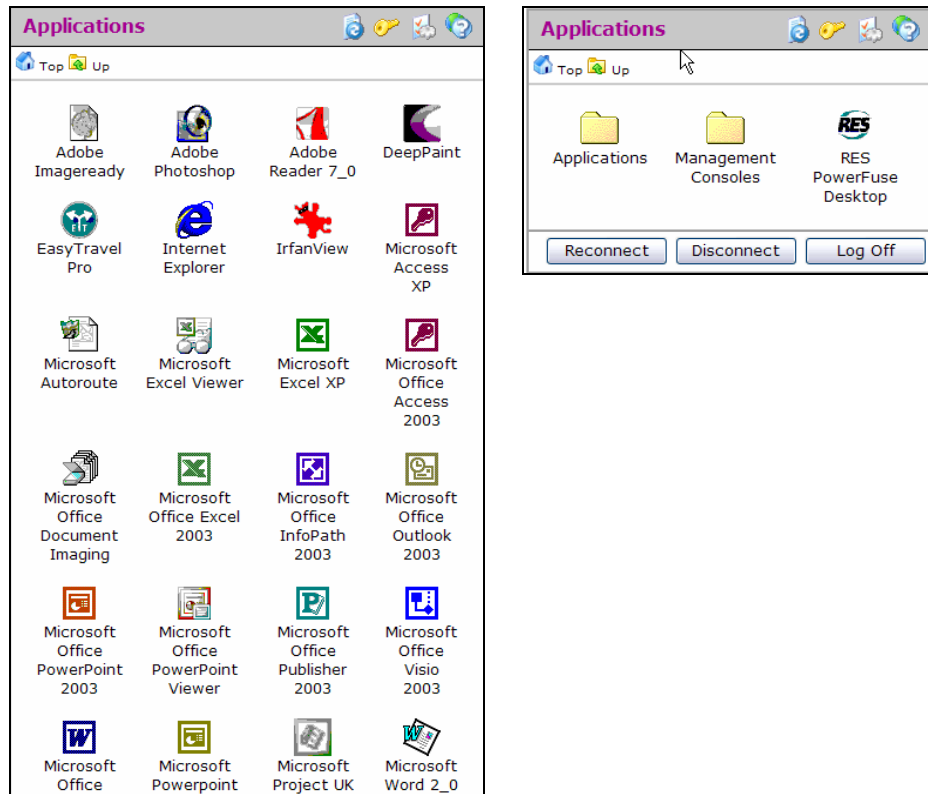 Applications
Top Up
Adobe Imageready
Adobe Photoshop
Adobe Reader 7_0
DeepPaint
EasyTravel Pro
FIT
Internet Explorer
IrfanView
Microsoft Access XP
Microsoft Autoroute
Microsoft Excel Viewer
Microsoft Excel XP
Microsoft Office Access 2003
Microsoft Office Document Imaging
Microsoft Office Excel 2003
Microsoft Office InfoPath 2003
Microsoft Office Outlook 2003
Microsoft Office PowerPoint 2003
Microsoft Office PowerPoint Viewer
Microsoft Office Publisher 2003
Microsoft Office Visio 2003
Microsoft Office
Microsoft Powerpoint
Microsoft Project UK
Microsoft Word 2_0
Applications
Top Up
Applications
Management Consoles
RES
RES PowerFuse Desktop
Reconnect
Disconnect
Log Off